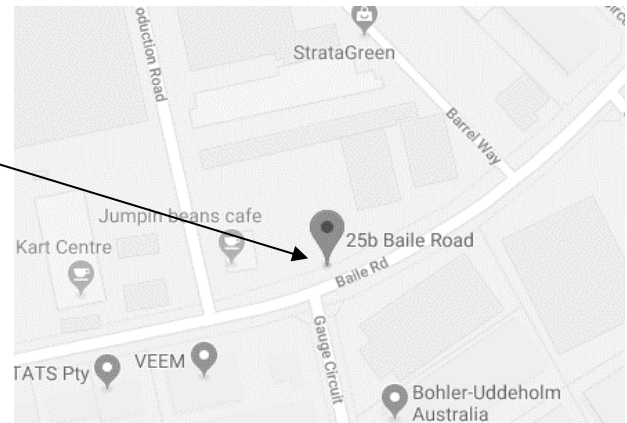 StrataGreen
oduction Road
Barrel Way
Jumpin beans cafe
Kart Centre
25b Baile Road
Baile Rd
Gauge Circuit
TATS Pty
VEEM
Bohler-Uddeholm
Australia